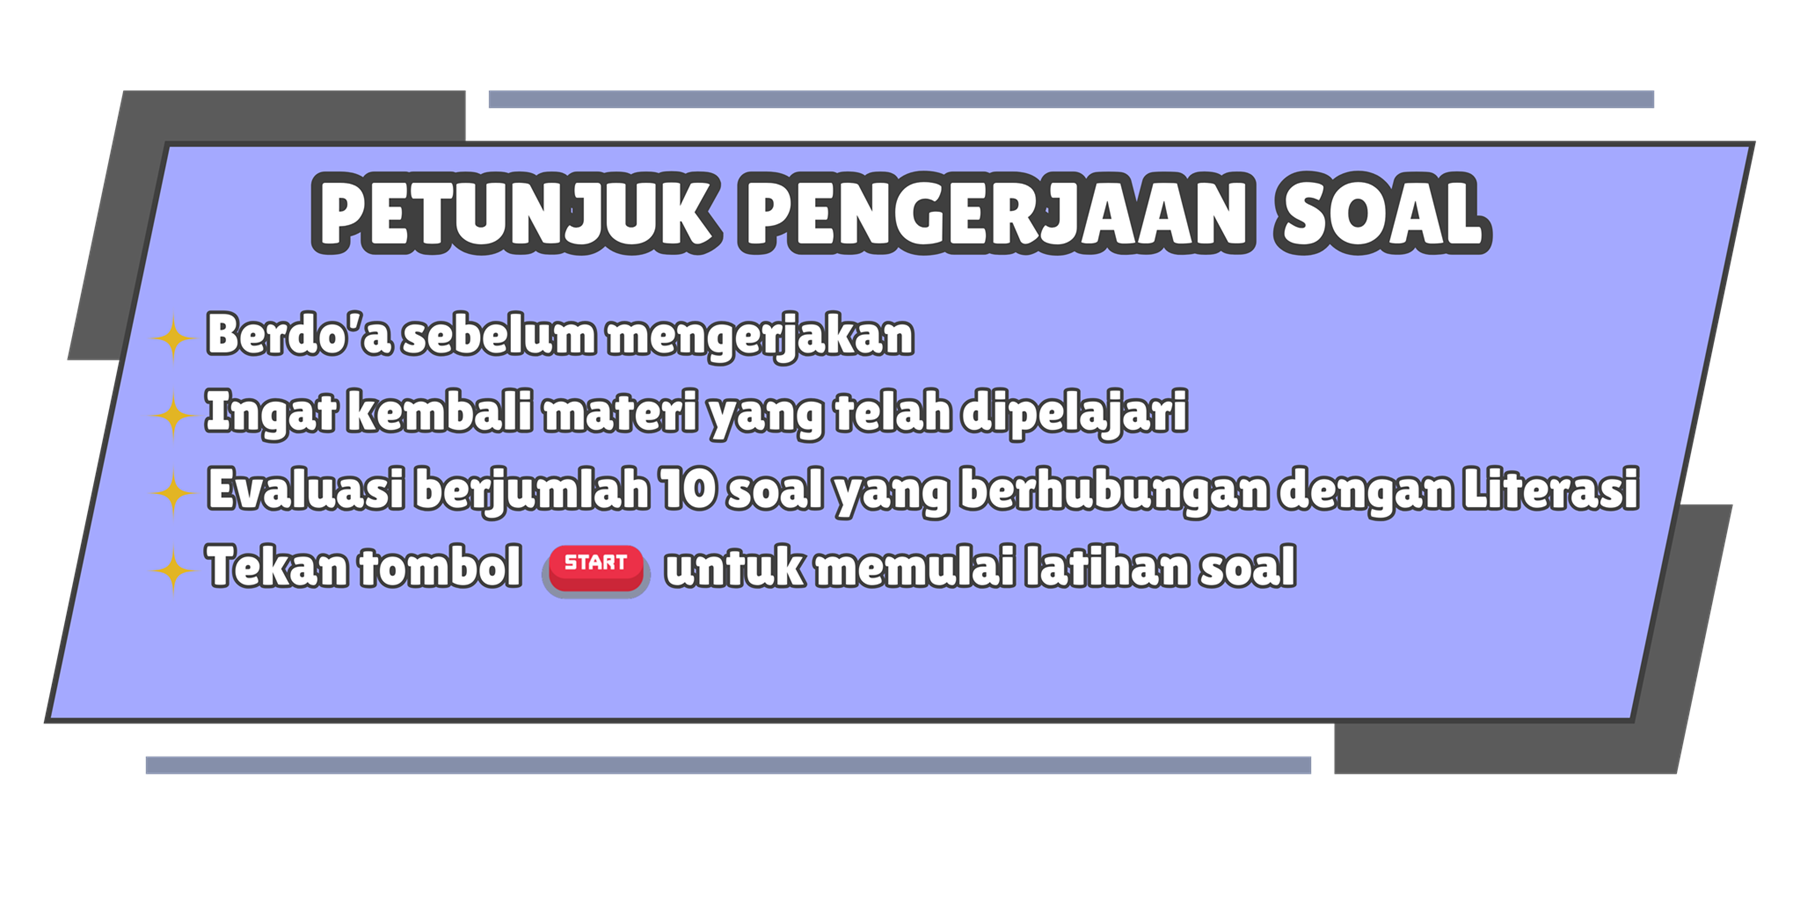 PETUNJUK PENGERJAAN SOAL
Berdo'a sebelum mengerjakan
Ingat kembali materi yang telah dipelajari
Evaluasi berjumlah 10 soal yang berhubungan dengan Literasi
Tekan tombol START untuk memulai latihan soal